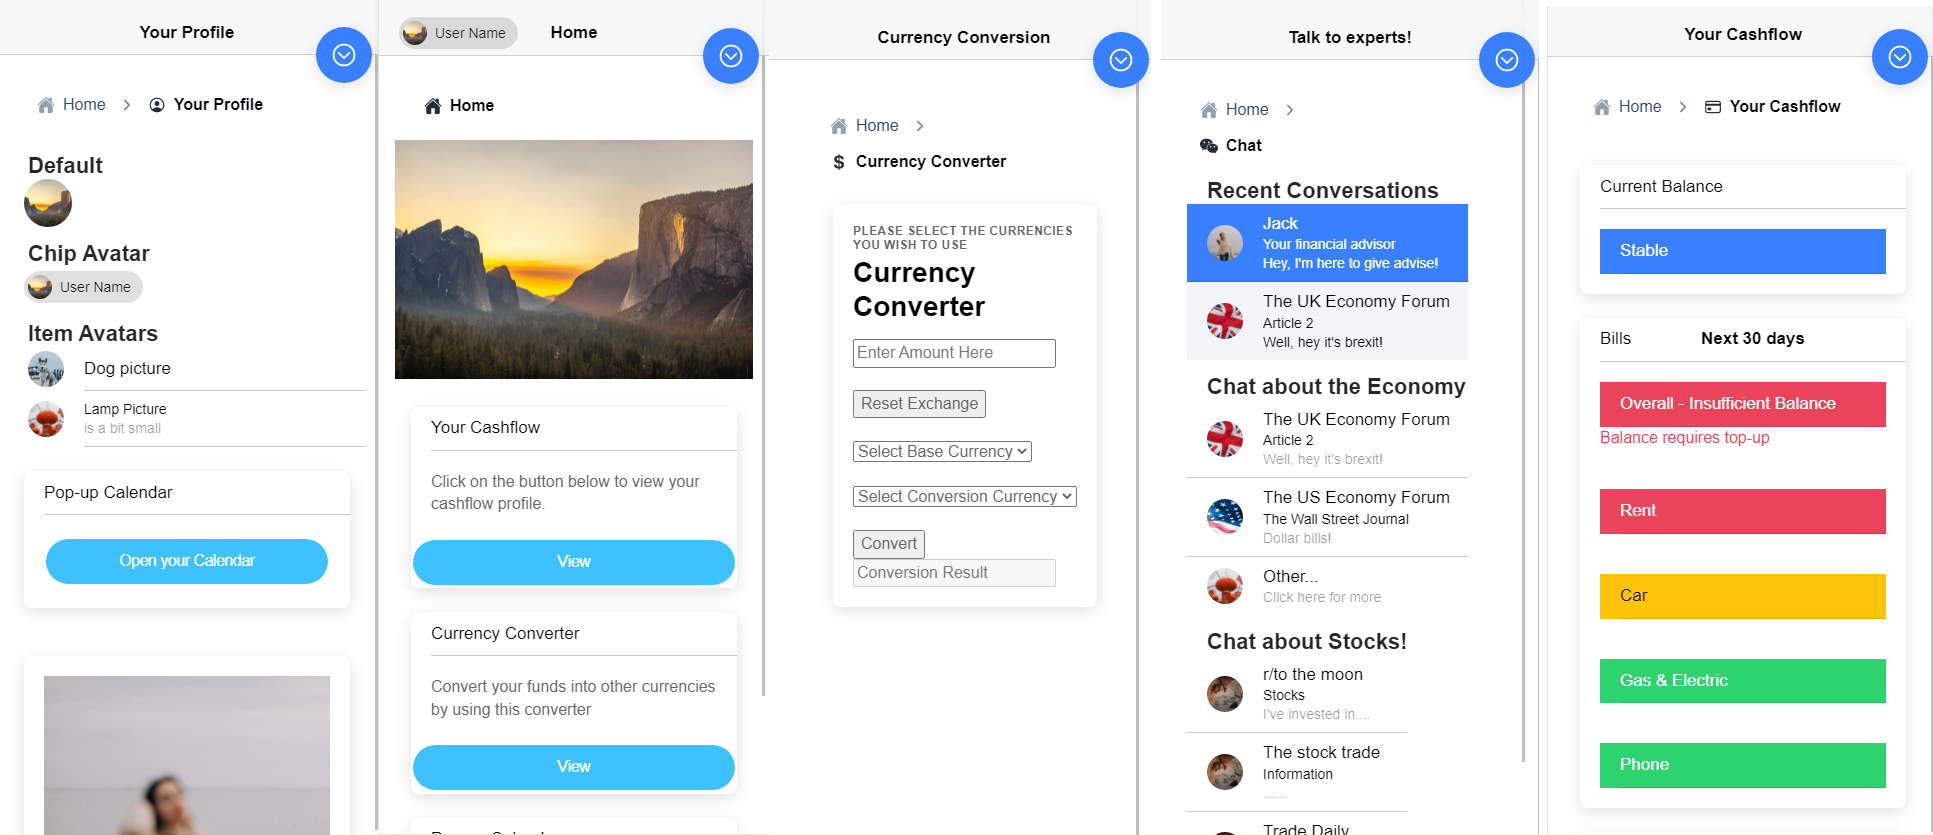 Your Profile
Home
Your Profile
Default
Chip Avatar
User Name
Item Avatars
Dog picture
Lamp Picture
is a bit small
Pop-up Calendar
Open your Calendar
User Name
Home
Home
Your Cashflow
Click on the button below to view your
cashflow profile.
View
Currency Converter
Convert your funds into other currencies
by using this converter
View
Currency Conversion
Home
$ Currency Converter
PLEASE SELECT THE CURRENCIES
YOU WISH TO USE
Currency
Converter
Enter Amount Here
Reset Exchange
Select Base Currency
Select Conversion Currency
Convert
Conversion Result
Talk to experts!
Home
Chat
Recent Conversations
Jack
Your financial advisor
Hey, I'm here to give advise!
The UK Economy Forum
Article 2
Well, hey it's brexit!
Chat about the Economy
The UK Economy Forum
Article 2
Well, hey it's brexit!
The US Economy Forum
The Wall Street Journal
Dollar bills!
Other...
Click here for more
Chat about Stocks!
r/to the moon
Stocks
I've invested in....
The stock trade
Information
......
Trade Daily
Your Cashflow
Home
Your Cashflow
Current Balance
Stable
Bills
Next 30 days
Overall - Insufficient Balance
Balance requires top-up
Rent
Car
Gas & Electric
Phone